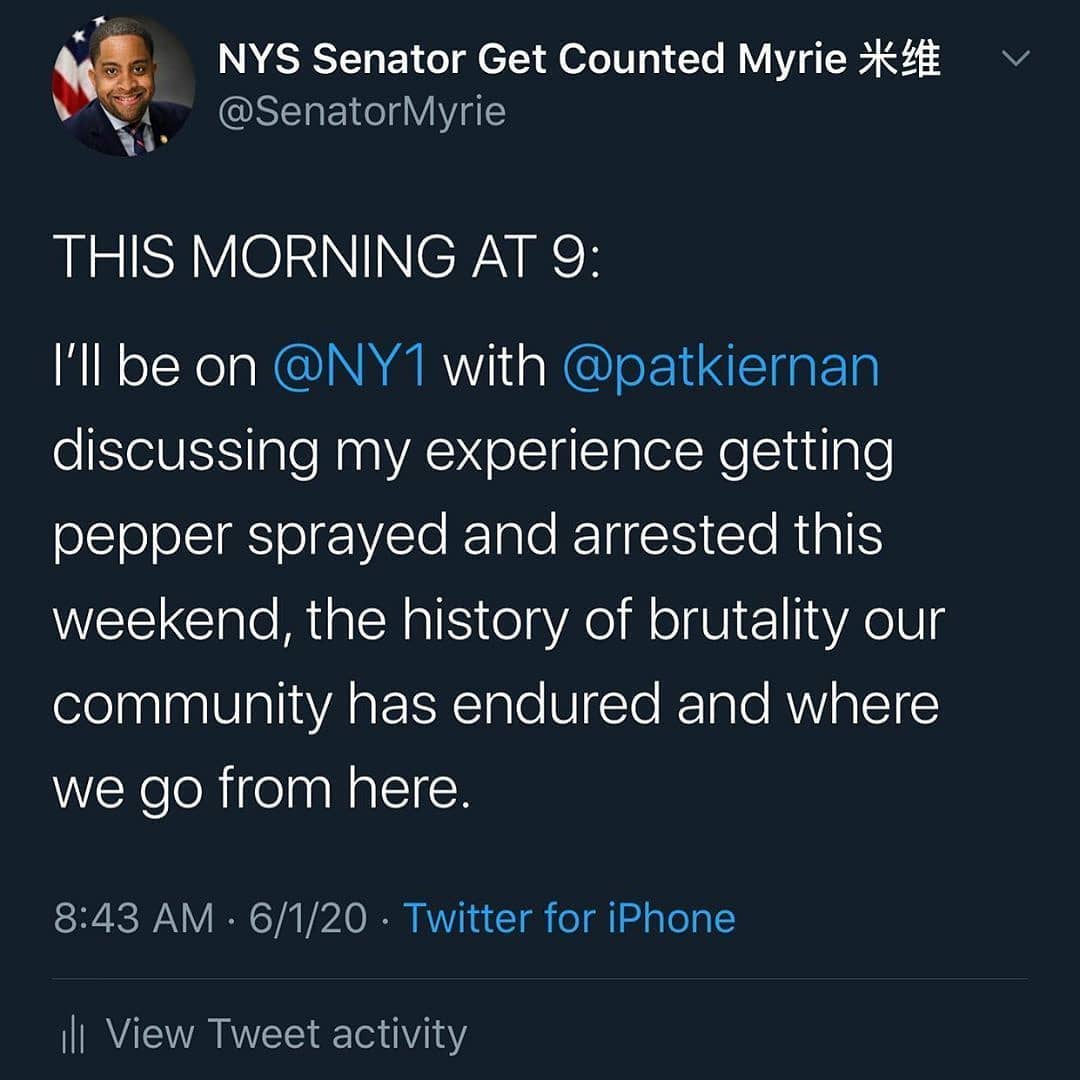 NYS Senator Get Counted Myrie 米维
@SenatorMyrie
THIS MORNING AT 9:
I’ll be on @NY1 with @patkiernan
discussing my experience getting
pepper sprayed and arrested this
weekend, the history of brutality our
community has endured and where
we go from here.
8:43 AM · 6/1/20 · Twitter for iPhone
View Tweet activity